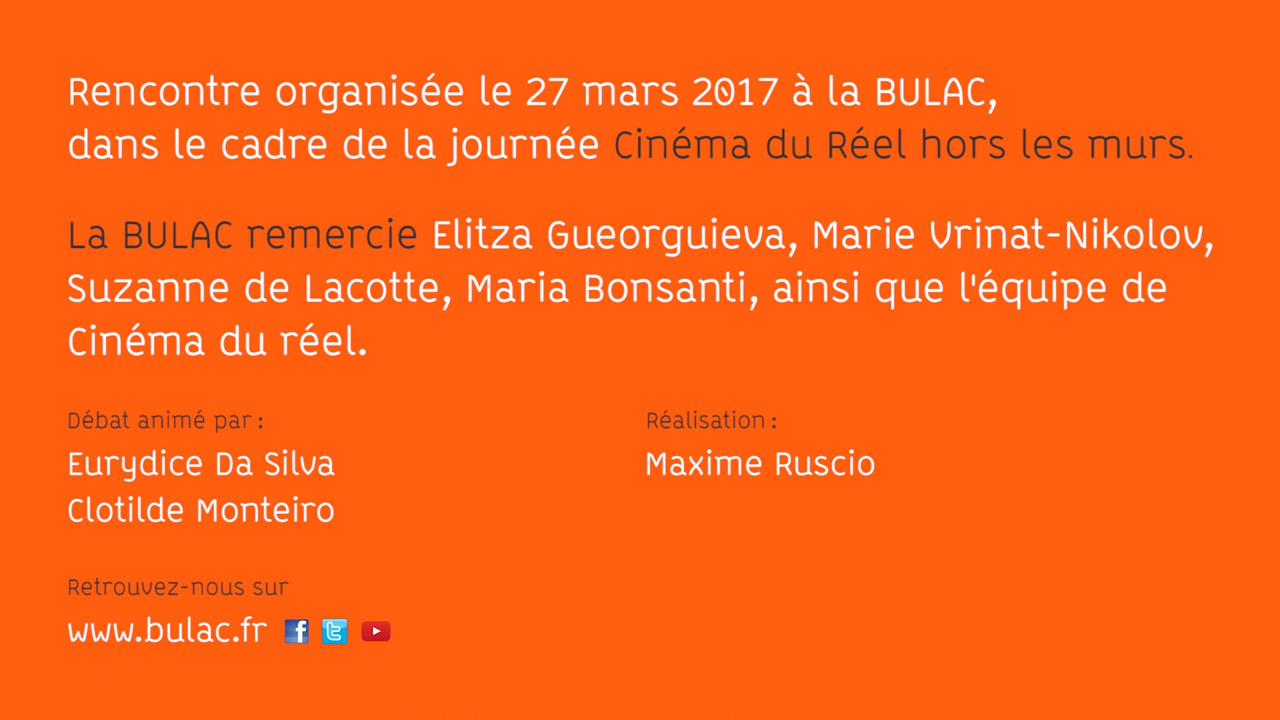 Rencontre organisée le 27 mars 2017 à la BULAC,
dans le cadre de la journée Cinéma du Réel hors les murs.
La BULAC remercie Elitza Gueorguieva, Marie Vrinat-Nikolov,
Suzanne de Lacotte, Maria Bonsanti, ainsi que l'équipe de
Cinéma du réel.
Débat animé par :
Eurydice Da Silva
Clotilde Monteiro
Réalisation :
Maxime Ruscio
Retrouvez-nous sur
www.bulac.fr